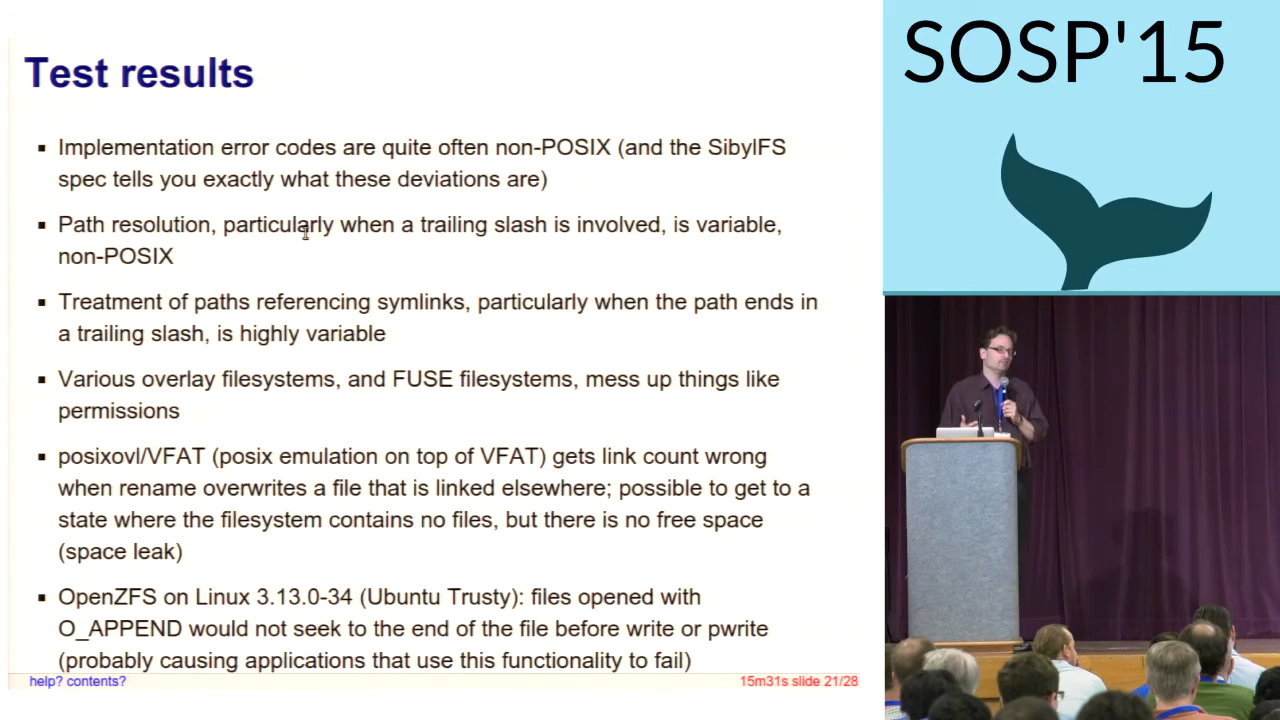 Test results
Implementation error codes are quite often non-POSIX (and the SibylFS
spec tells you exactly what these deviations are)
Path resolution, particularly when a trailing slash is involved, is variable,
non-POSIX
Treatment of paths referencing symlinks, particularly when the path ends in
a trailing slash, is highly variable
Various overlay filesystems, and FUSE filesystems, mess up things like
permissions
posixovl/VFAT (posix emulation on top of VFAT) gets link count wrong
when rename overwrites a file that is linked elsewhere; possible to get to a
state where the filesystem contains no files, but there is no free space
(space leak)
OpenZFS on Linux 3.13.0-34 (Ubuntu Trusty): files opened with
O_APPEND would not seek to the end of the file before write or pwrite
(probably causing applications that use this functionality to fail)
help? contents?
15m31s slide 21/28
SOSP'15